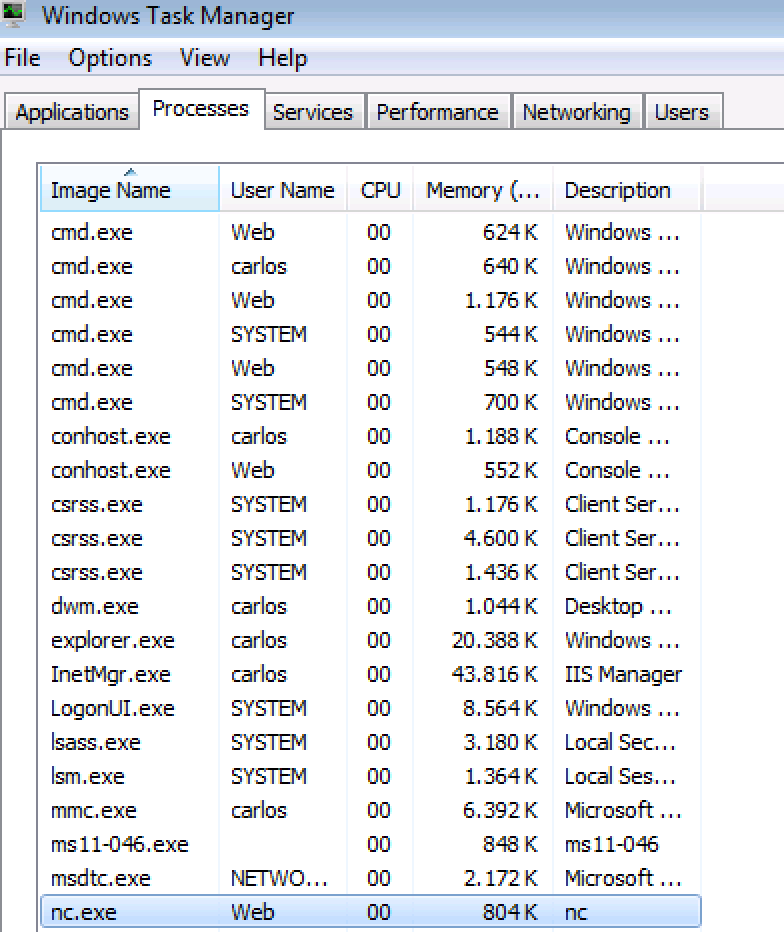 Windows Task Manager
File Options View Help
Applications Processes Services Performance Networking Users
Image Name User Name CPU Memory (... Description
cmd.exe Web 00 624 K Windows ...
cmd.exe carlos 00 640 K Windows ...
cmd.exe Web 00 1.176 K Windows ...
cmd.exe SYSTEM 00 544 K Windows ...
cmd.exe Web 00 548 K Windows ...
cmd.exe SYSTEM 00 700 K Windows ...
conhost.exe carlos 00 1.188 K Console ...
conhost.exe Web 00 552 K Console ...
csrss.exe SYSTEM 00 1.176 K Client Ser...
csrss.exe SYSTEM 00 4.600 K Client Ser...
csrss.exe SYSTEM 00 1.436 K Client Ser...
dwm.exe carlos 00 1.044 K Desktop ...
explorer.exe carlos 00 20.388 K Windows ...
InetMgr.exe carlos 00 43.816 K IIS Manager
LogonUI.exe SYSTEM 00 8.564 K Windows ...
lsass.exe SYSTEM 00 3.180 K Local Sec...
lsm.exe SYSTEM 00 1.364 K Local Ses...
mmc.exe carlos 00 6.392 K Microsoft ...
ms11-046.exe 00 848 K ms11-046
msdtc.exe NETWO... 00 2.172 K Microsoft ...
nc.exe Web 00 804 K nc